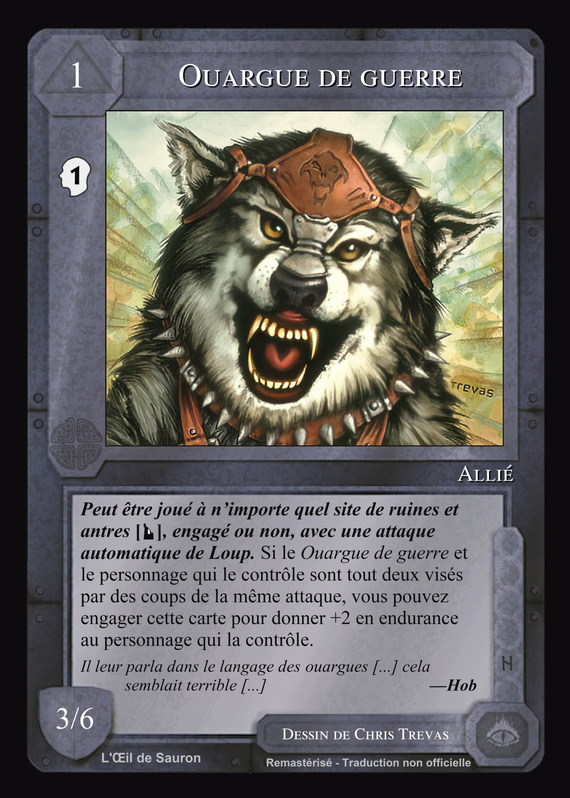 1
OUARGUE DE GUERRE
1
Trevas
ALLIÉ
Peut être joué à n'importe quel site de ruines et
antres [ ], engagé ou non, avec une attaque
automatique de Loup. Si le Ouargue de guerre et
le personnage qui le contrôle sont tout deux visés
par des coups de la même attaque, vous pouvez
engager cette carte pour donner +2 en endurance
au personnage qui la contrôle.
Il leur parla dans le langage des ouargues [...] cela
semblait terrible [...] —Hob
3/6
DESSIN DE CHRIS TREVAS
L'Œil de Sauron
Remastérisé - Traduction non officielle